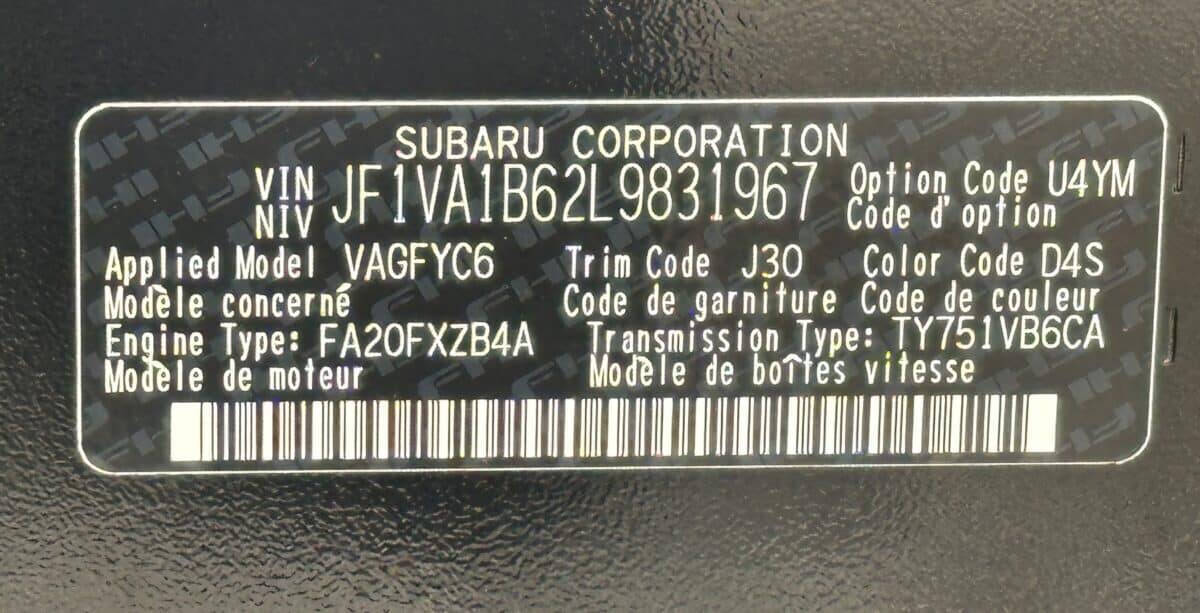 SUBARU CORPORATION
VIN JF1VA1B62L9831967 Option Code U4YM
NIV Code d'option
Applied Model VAGFYC6 Trim Code J30 Color Code D4S
Modèle concerné Code de garniture Code de couleur
Engine Type: FA20FXZB4A Transmission Type: TY751VB6CA
Modèle de moteur Modèle de boîtes vitesse